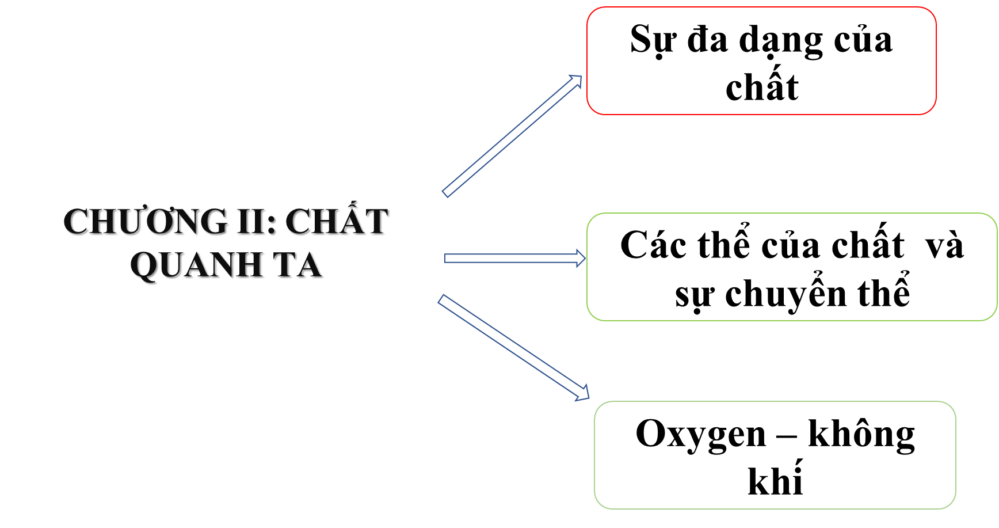 CHƯƠNG II: CHẤT
QUANH TA
Sự đa dạng của
chất
Các thể của chất và
sự chuyển thể
Oxygen – không
khí